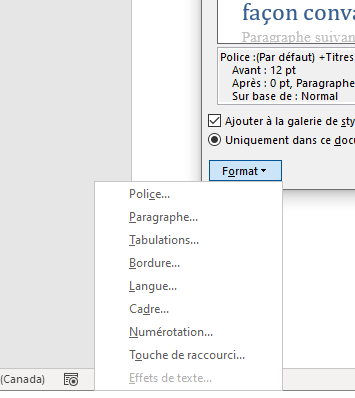 façon conva
Paragraphe suivan
Police :(Par défaut) +Titres
Avant : 12 pt
Après : 0 pt, Paragraphe
Sur base de : Normal
Ajouter à la galerie de sty
Uniquement dans ce docu
Format
Police...
Paragraphe...
Tabulations...
Bordure...
Langue...
Cadre...
Numérotation...
Touche de raccourci...
Effets de texte...
(Canada)